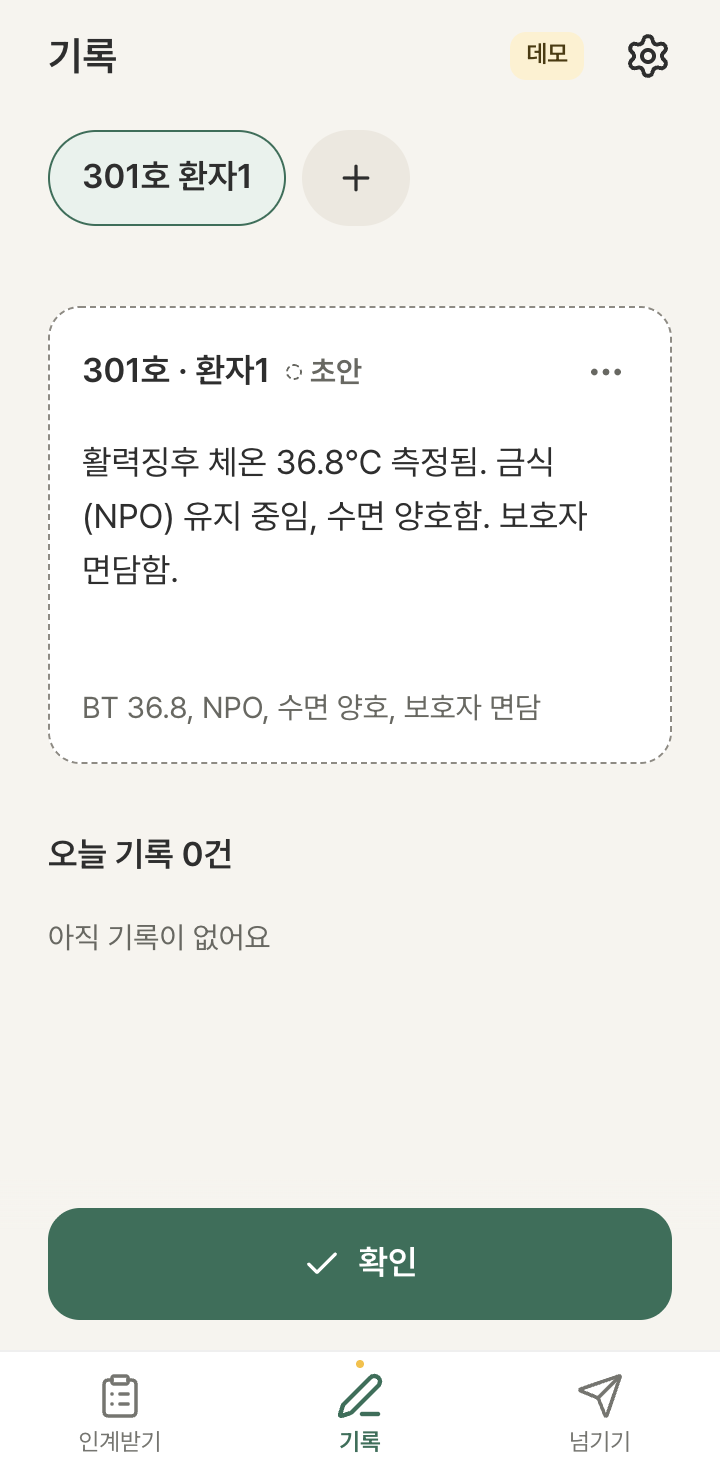 기록
데모
301호 환자1
301호 · 환자1 초안
활력징후 체온 36.8°C 측정됨. 금식
(NPO) 유지 중임, 수면 양호함. 보호자
면담함.
BT 36.8, NPO, 수면 양호, 보호자 면담
오늘 기록 0건
아직 기록이 없어요
확인
인계받기
기록
넘기기